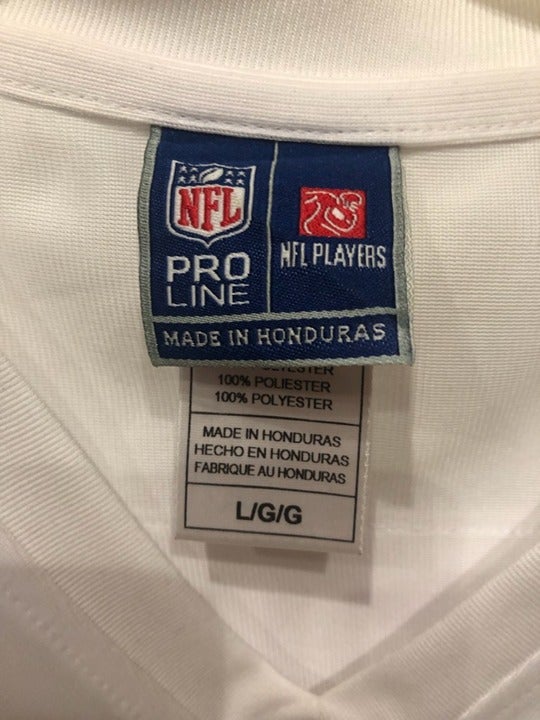 NFL
PRO
LINE
NFL PLAYERS
MADE IN HONDURAS
100% POLIESTER
100% POLYESTER
MADE IN HONDURAS
HECHO EN HONDURAS
FABRIQUE AU HONDURAS
L/G/G